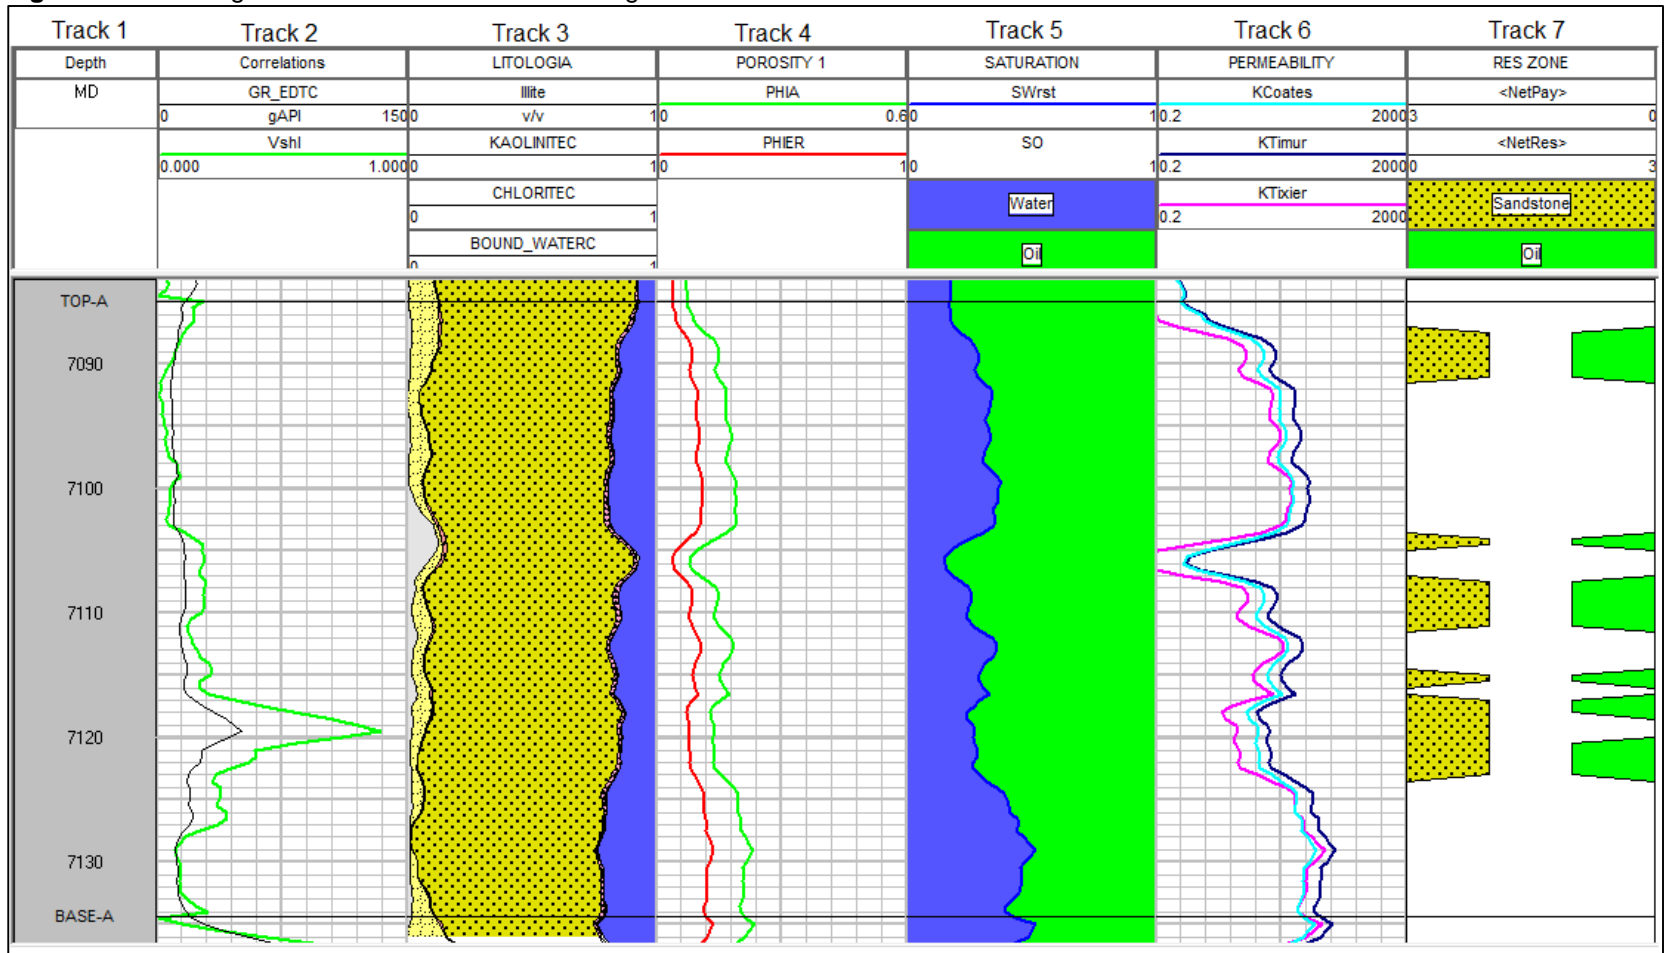 Track 1 Track 2 Track 3 Track 4 Track 5 Track 6 Track 7
Depth Correlations LITOLOGIA POROSITY 1 SATURATION PERMEABILITY RES ZONE
MD GR_EDTC Illite PHIA SWrst KCoates <NetPay>
0 gAPI 150 0 v/v 1 0 0.6 0 1 0.2 2000 3 0
Vshl KAOLINITEC PHIER SO KTimur <NetRes>
0.000 1.000 0 1 0 1 0 1 0.2 2000 0 3
CHLORITEC Water KTixier Sandstone
0 1 0.2 2000
BOUND_WATERC Oil Oil
0 1
TOP-A
7090
7100
7110
7120
7130
BASE-A